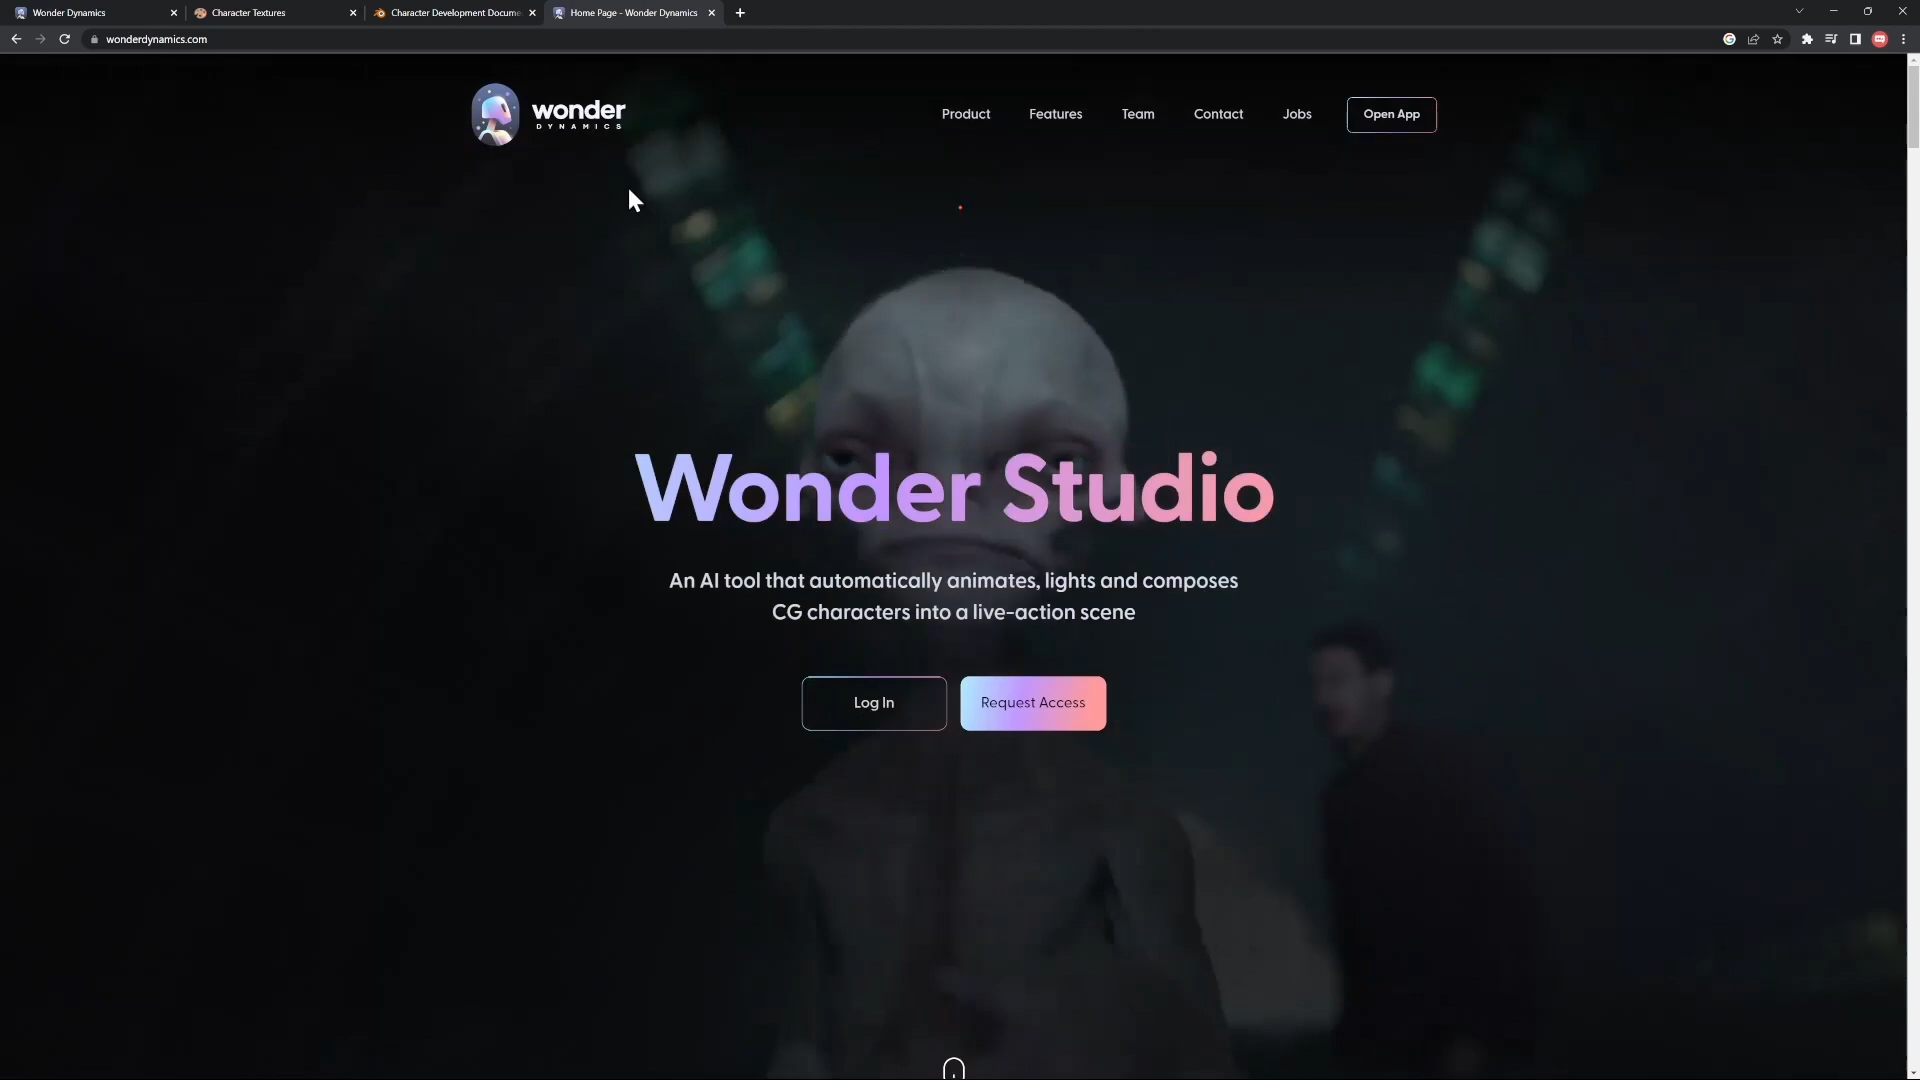 Wonder Dynamics
Character Textures
Character Development Docume
Home Page - Wonder Dynamics
wonderdynamics.com
wonder
DYNAMICS
Product
Features
Team
Contact
Jobs
Open App
Wonder Studio
An AI tool that automatically animates, lights and composes
CG characters into a live-action scene
Log In
Request Access